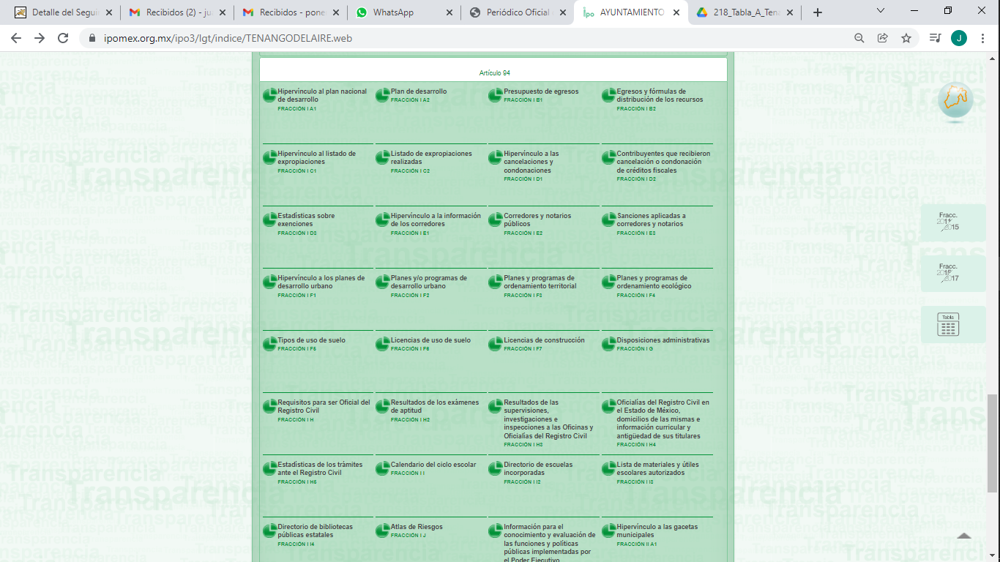 Detalle del Segui
Recibidos (2) - ju
Recibidos - pone
WhatsApp
Periódico Oficial
ipo
AYUNTAMIENTO
218_Tabla_A_Tena
ipomex.org.mx/ipo3/lgt/indice/TENANGODELAIRE.web
J
Artículo 94
Hipervínculo al plan nacional
de desarrollo
FRACCIÓN I A1
Plan de desarrollo
FRACCIÓN I A2
Presupuesto de egresos
FRACCIÓN I B1
Egresos y fórmulas de
distribución de los recursos
FRACCIÓN I B2
Hipervínculo al listado de
expropiaciones
FRACCIÓN I C1
Listado de expropiaciones
realizadas
FRACCIÓN I C2
Hipervínculo a las
cancelaciones y
condonaciones
FRACCIÓN I D1
Contribuyentes que recibieron
cancelación o condonación
de créditos fiscales
FRACCIÓN I D2
Estadísticas sobre
exenciones
FRACCIÓN I D3
Hipervínculo a la información
de los corredores
FRACCIÓN I E1
Corredores y notarios
públicos
FRACCIÓN I E2
Sanciones aplicadas a
corredores y notarios
FRACCIÓN I E3
Hipervínculo a los planes de
desarrollo urbano
FRACCIÓN I F1
Planes y/o programas de
desarrollo urbano
FRACCIÓN I F2
Planes y programas de
ordenamiento territorial
FRACCIÓN I F3
Planes y programas de
ordenamiento ecológico
FRACCIÓN I F4
Tipos de uso de suelo
FRACCIÓN I F5
Licencias de uso de suelo
FRACCIÓN I F6
Licencias de construcción
FRACCIÓN I F7
Disposiciones administrativas
FRACCIÓN I G
Requisitos para ser Oficial del
Registro Civil
FRACCIÓN I H
Resultados de los exámenes
de aptitud
FRACCIÓN I H2
Resultados de las
supervisiones,
investigaciones e
inspecciones a las Oficinas y
Oficialías del Registro Civil
FRACCIÓN I H3
Oficialías del Registro Civil en
el Estado de México,
domicilios de las mismas e
información curricular y
antigüedad de sus titulares
FRACCIÓN I H4
Estadísticas de los trámites
ante el Registro Civil
FRACCIÓN I H5
Calendario del ciclo escolar
FRACCIÓN I I
Directorio de escuelas
incorporadas
FRACCIÓN I I2
Lista de materiales y útiles
escolares autorizados
FRACCIÓN I I3
Directorio de bibliotecas
públicas estatales
FRACCIÓN I I4
Atlas de Riesgos
FRACCIÓN I J
Información para el
conocimiento y evaluación de
las funciones y políticas
públicas implementadas por
el Poder Ejecutivo
Hipervínculo a las gacetas
municipales
FRACCIÓN II A1
Fracc.
2015
Fracc.
2017
Tabla
Transparencia